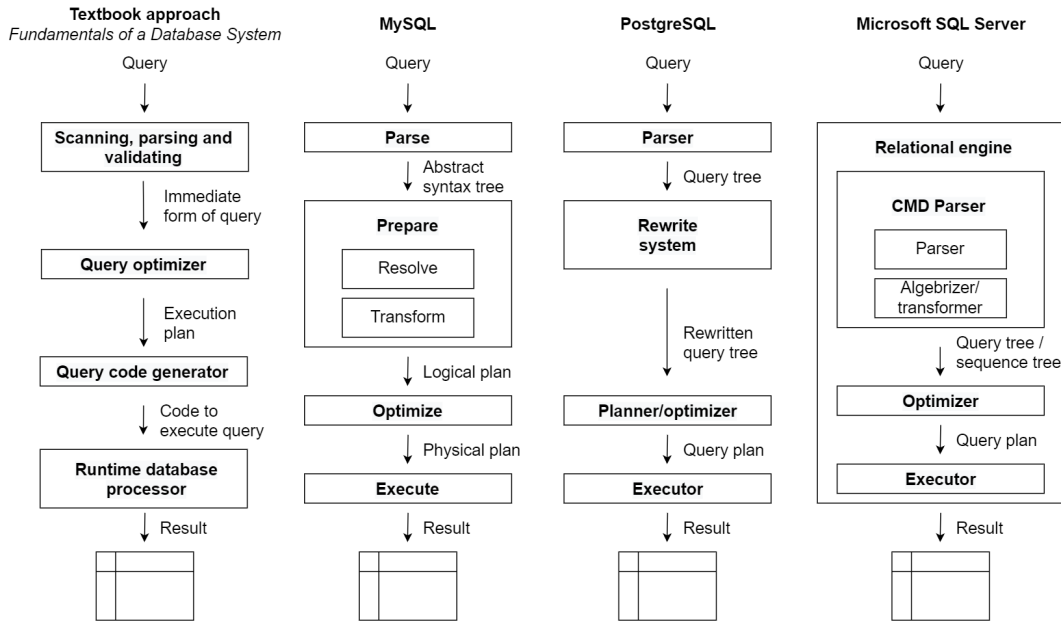 Textbook approach
Fundamentals of a Database System
Query
Scanning, parsing and
validating
Immediate
form of query
Query optimizer
Execution
plan
Query code generator
Code to
execute query
Runtime database
processor
Result
MySQL
Query
Parse
Abstract
syntax tree
Prepare
Resolve
Transform
Logical plan
Optimize
Physical plan
Execute
Result
PostgreSQL
Query
Parser
Query tree
Rewrite
system
Rewritten
query tree
Planner/optimizer
Query plan
Executor
Result
Microsoft SQL Server
Query
Relational engine
CMD Parser
Parser
Algebrizer/
transformer
Query tree /
sequence tree
Optimizer
Query plan
Executor
Result